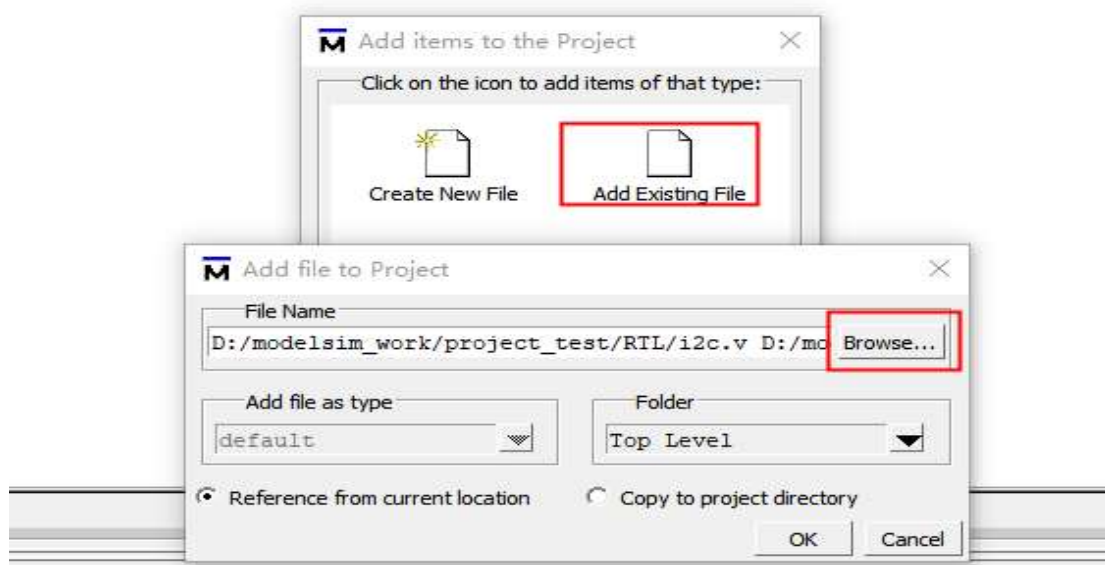 Add items to the Project
Click on the icon to add items of that type:
Create New File Add Existing File
Add file to Project
File Name
D:/modelsim_work/project_test/RTL/i2c.v D:/mo Browse...
Add file as type Folder
default Top Level
Reference from current location Copy to project directory
OK Cancel